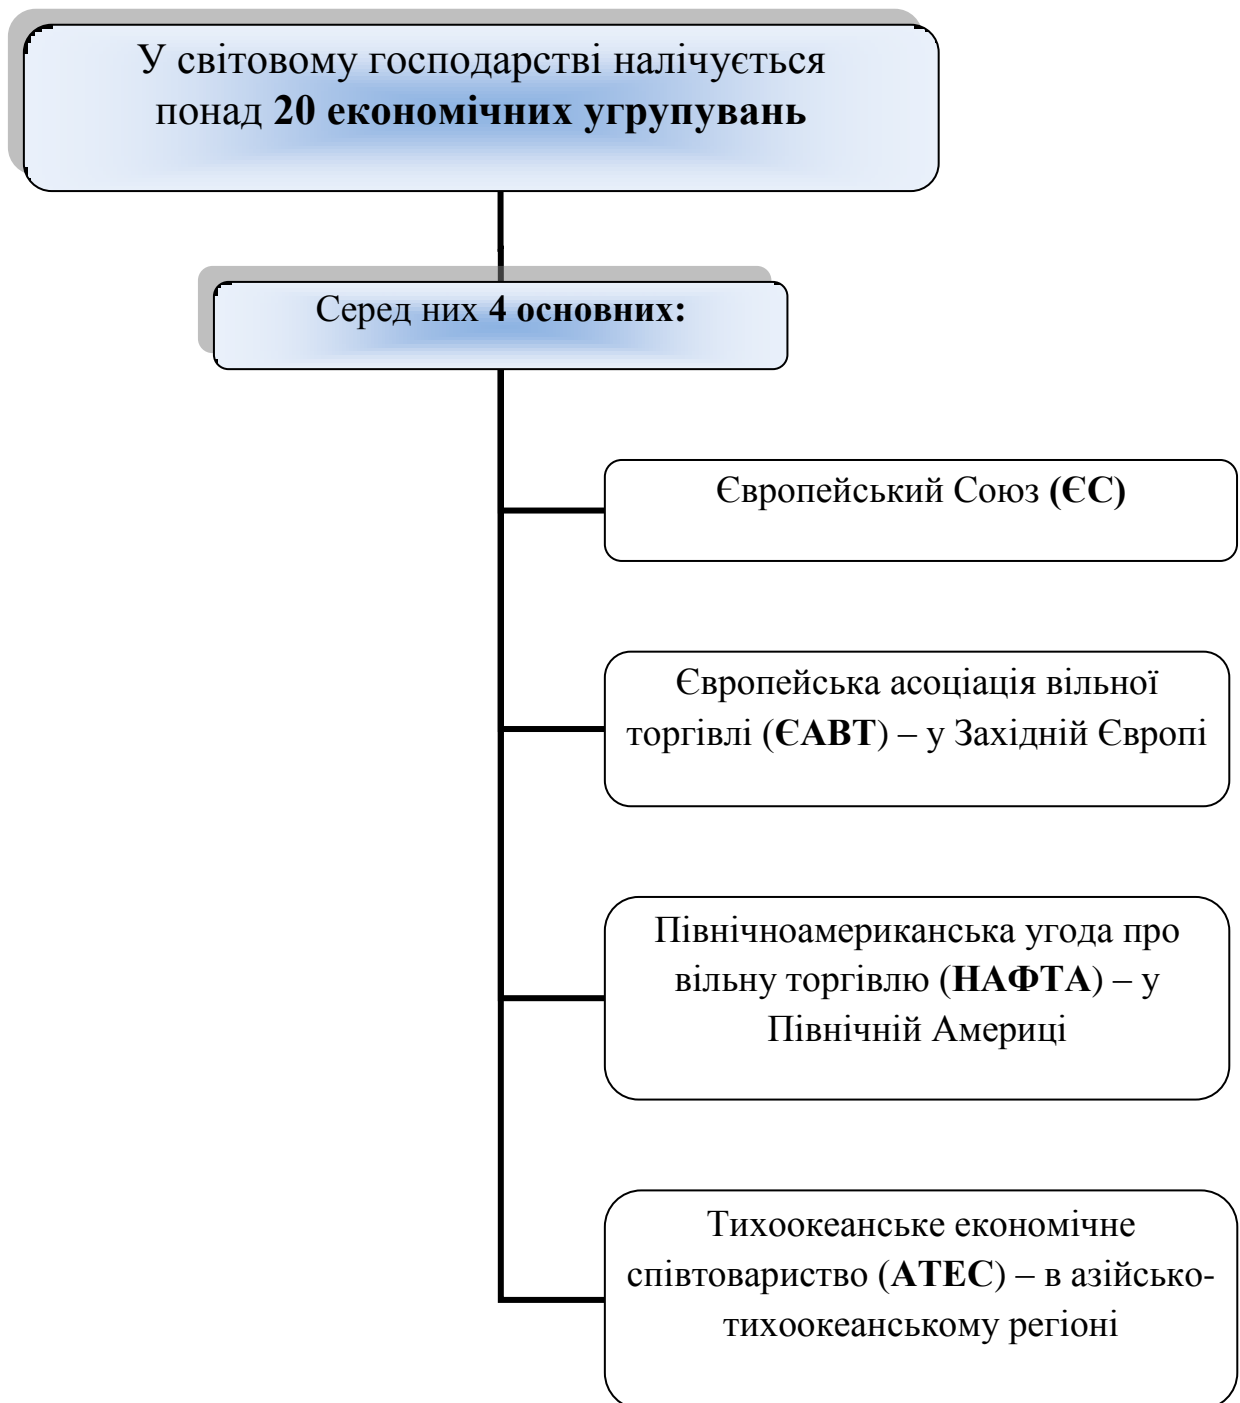 У світовому господарстві налічується
понад 20 економічних угрупувань
Серед них 4 основних:
Європейський Союз (ЄС)
Європейська асоціація вільної
торгівлі (ЄАВТ) – у Західній Європі
Північноамериканська угода про
вільну торгівлю (НАФТА) – у
Північній Америці
Тихоокеанське економічне
співтовариство (АТЕС) – в азійсько-
тихоокеанському регіоні